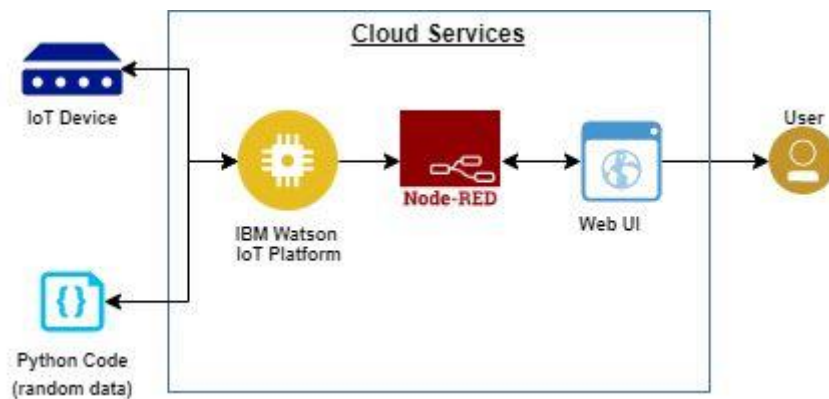 Cloud Services
IoT Device
User
Node-RED
Web UI
IBM Watson
IoT Platform
{}
Python Code
(random data)